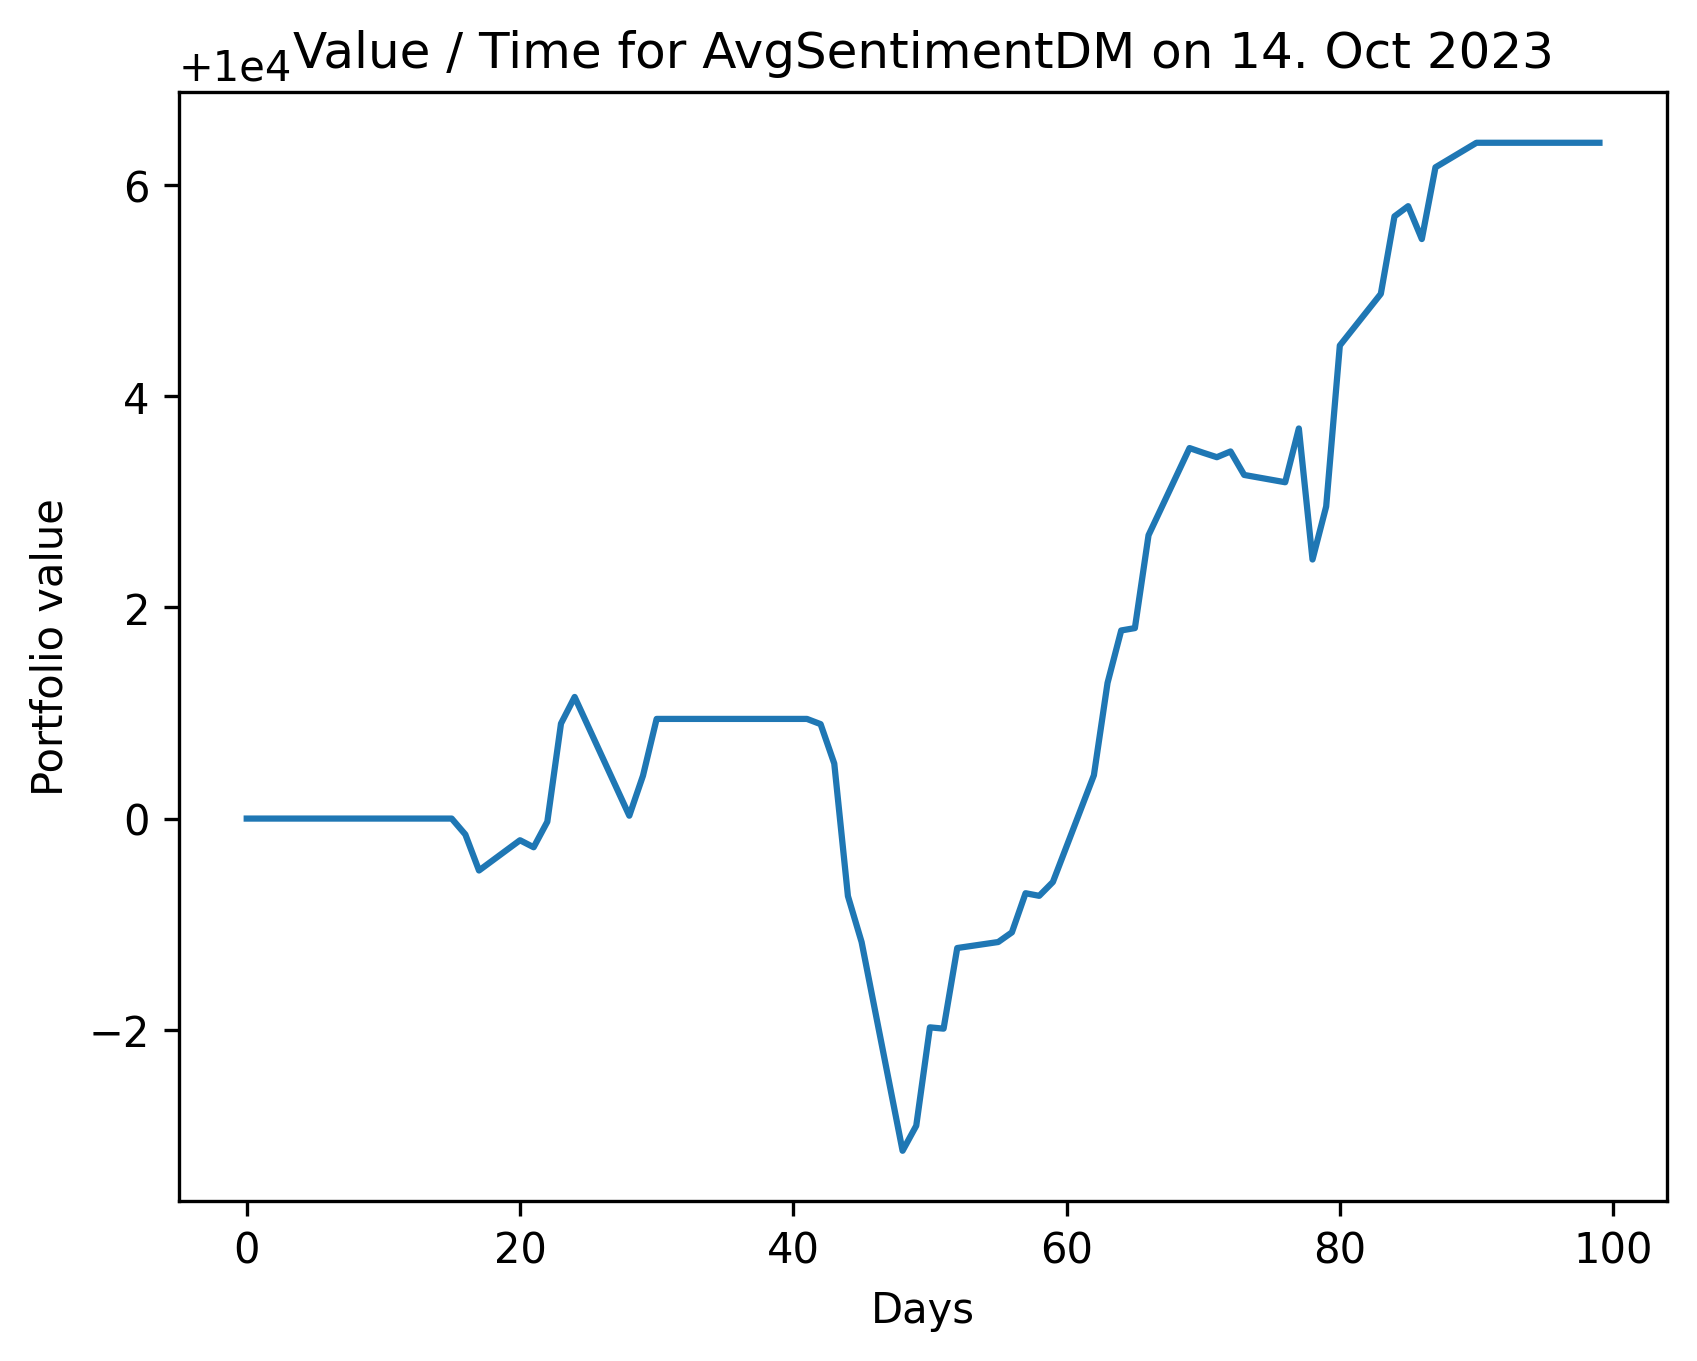 Value / Time for AvgSentimentDM on 14. Oct 2023
+1e4
6
4
2
0
−2
Portfolio value
0 20 40 60 80 100
Days